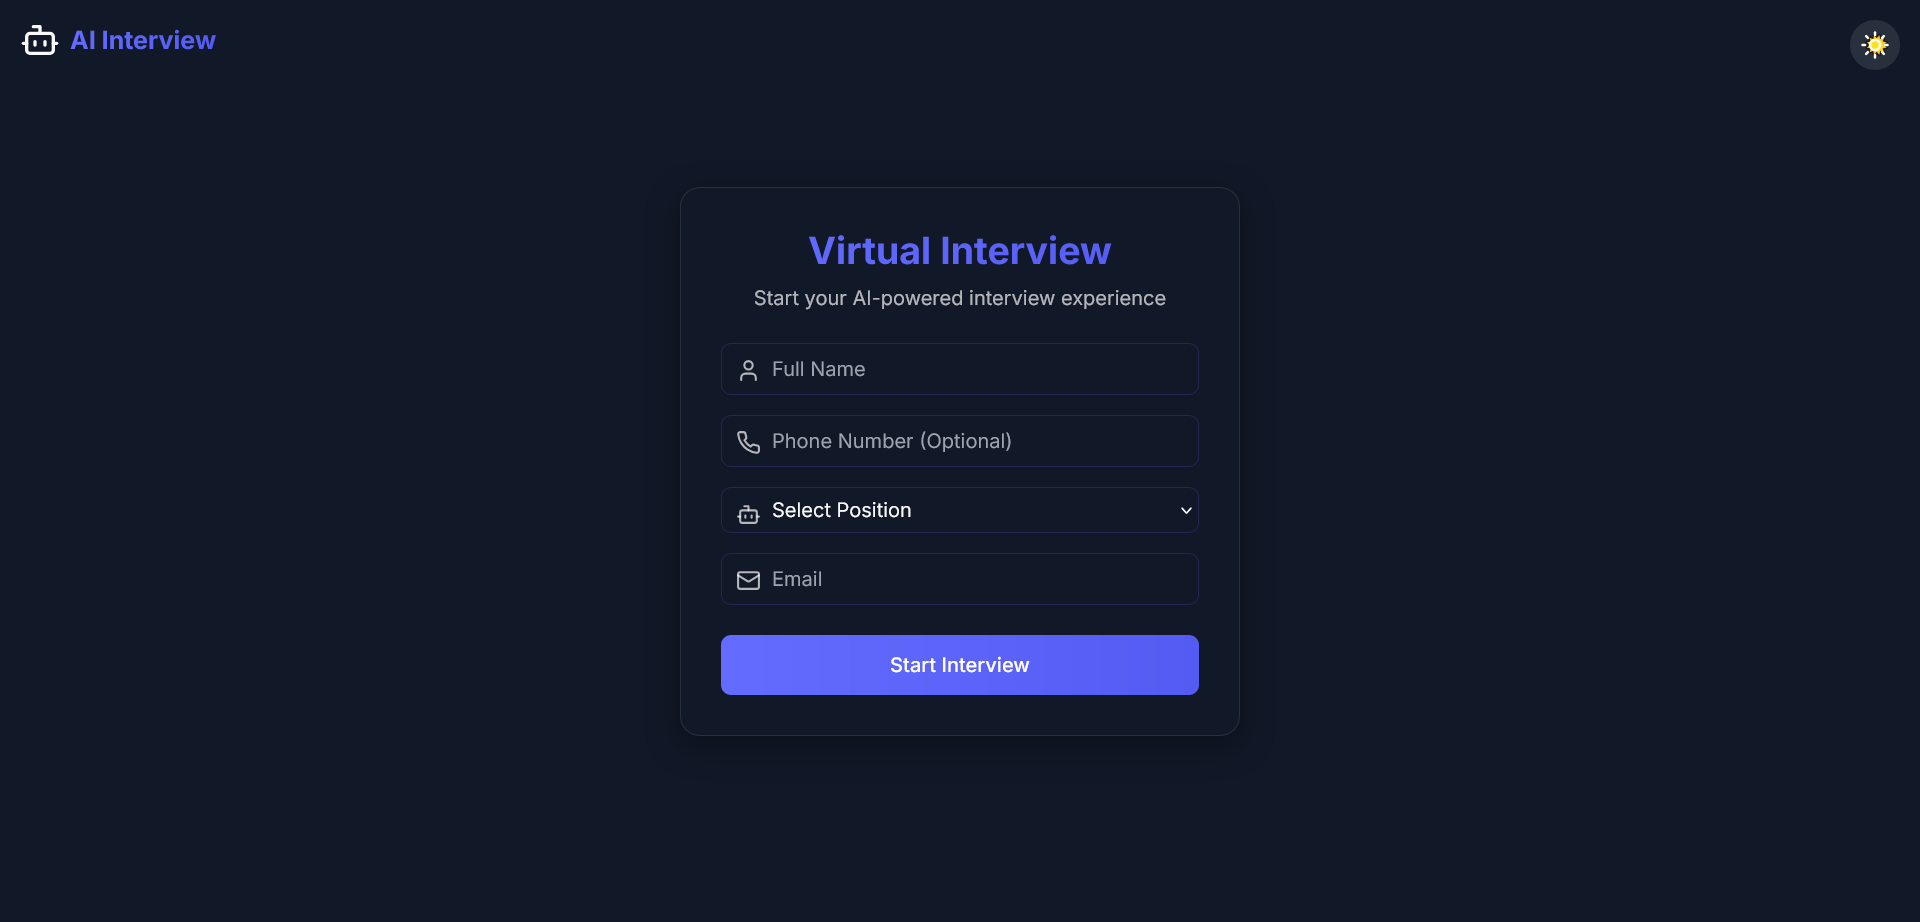 AI Interview
Virtual Interview
Start your AI-powered interview experience
Full Name
Phone Number (Optional)
Select Position
Email
Start Interview